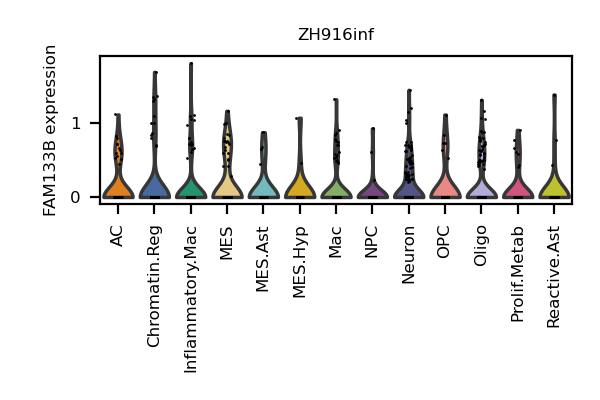 ZH916inf
FAM133B expression
1
0
AC
Chromatin.Reg
Inflammatory.Mac
MES
MES.Ast
MES.Hyp
Mac
NPC
Neuron
OPC
Oligo
Prolif.Metab
Reactive.Ast